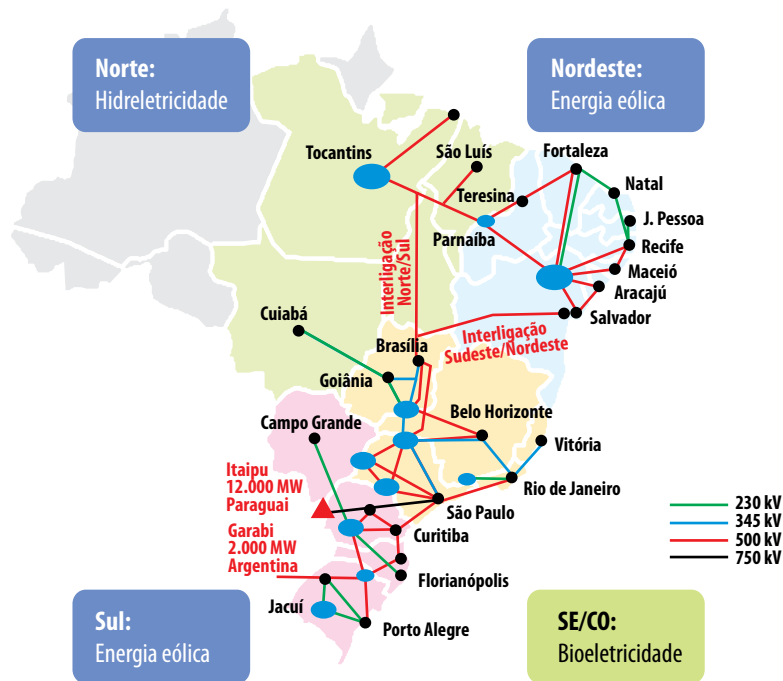 Norte:
Hidreletricidade
Nordeste:
Energia eólica
Tocantins
São Luís
Fortaleza
Teresina
Natal
Parnaíba
J. Pessoa
Recife
Maceió
Aracajú
Salvador
Interligação
Norte/Sul
Interligação
Sudeste/Nordeste
Cuiabá
Brasília
Goiânia
Belo Horizonte
Campo Grande
Vitória
Itaipu
12.000 MW
Paraguai
Rio de Janeiro
São Paulo
Garabi
2.000 MW
Argentina
Curitiba
Florianópolis
Jacuí
Porto Alegre
230 kV
345 kV
500 kV
750 kV
Sul:
Energia eólica
SE/CO:
Bioeletricidade